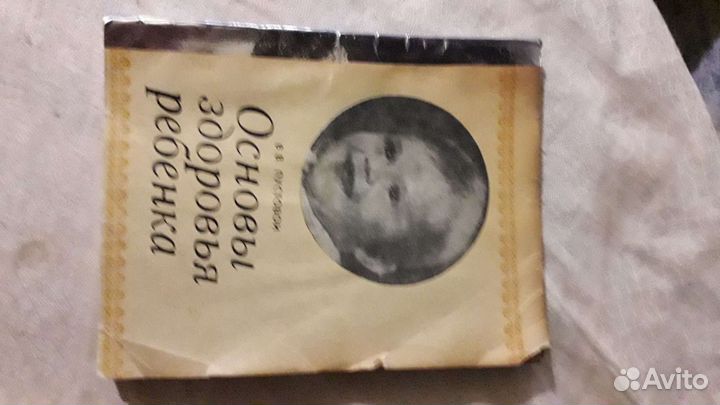 Основы
здоровья
ребенка
Avito